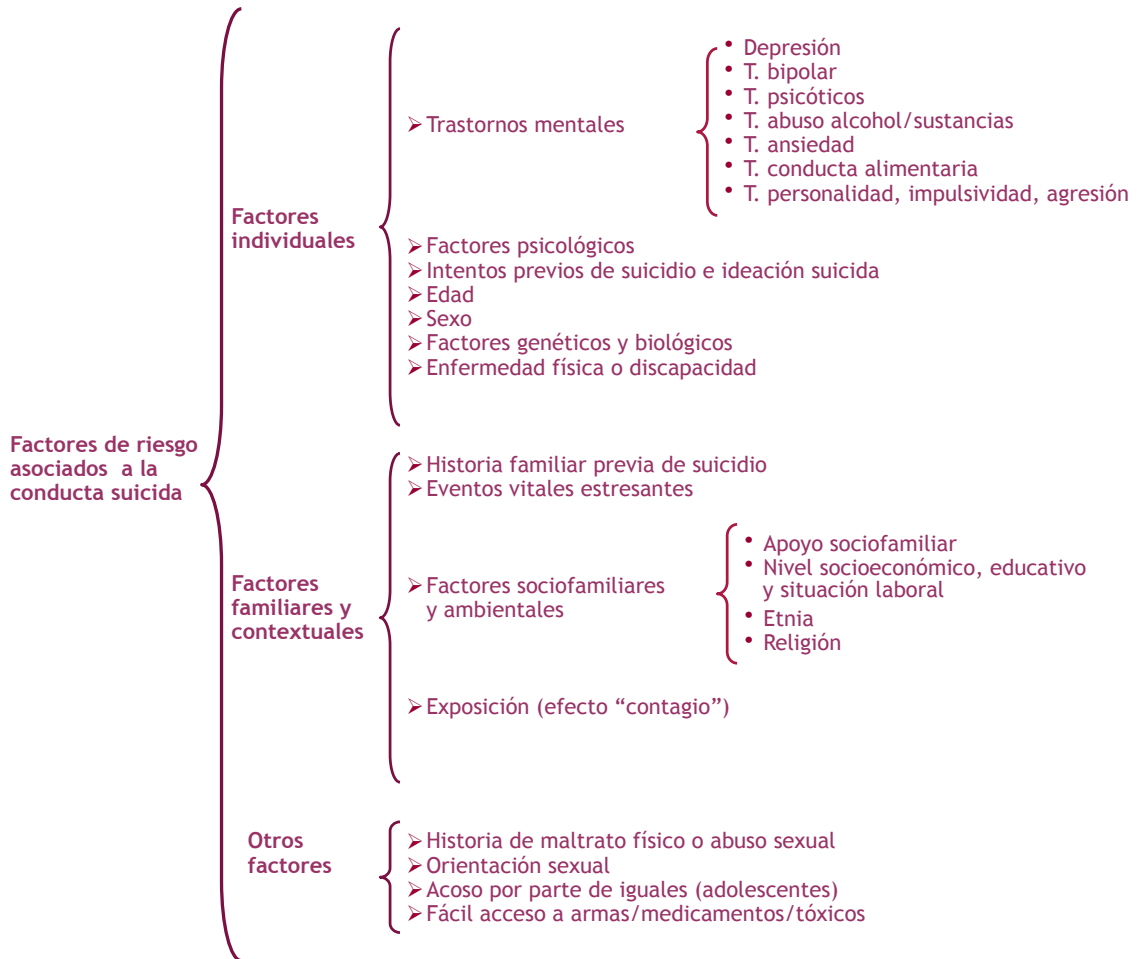 Factores de riesgo
asociados a la
conducta suicida
Factores
individuales
➢ Trastornos mentales
• Depresión
• T. bipolar
• T. psicóticos
• T. abuso alcohol/sustancias
• T. ansiedad
• T. conducta alimentaria
• T. personalidad, impulsividad, agresión
➢ Factores psicológicos
➢ Intentos previos de suicidio e ideación suicida
➢ Edad
➢ Sexo
➢ Factores genéticos y biológicos
➢ Enfermedad física o discapacidad
Factores
familiares y
contextuales
➢ Historia familiar previa de suicidio
➢ Eventos vitales estresantes
➢ Factores sociofamiliares
y ambientales
• Apoyo sociofamiliar
• Nivel socioeconómico, educativo
y situación laboral
• Etnia
• Religión
➢ Exposición (efecto “contagio”)
Otros
factores
➢ Historia de maltrato físico o abuso sexual
➢ Orientación sexual
➢ Acoso por parte de iguales (adolescentes)
➢ Fácil acceso a armas/medicamentos/tóxicos